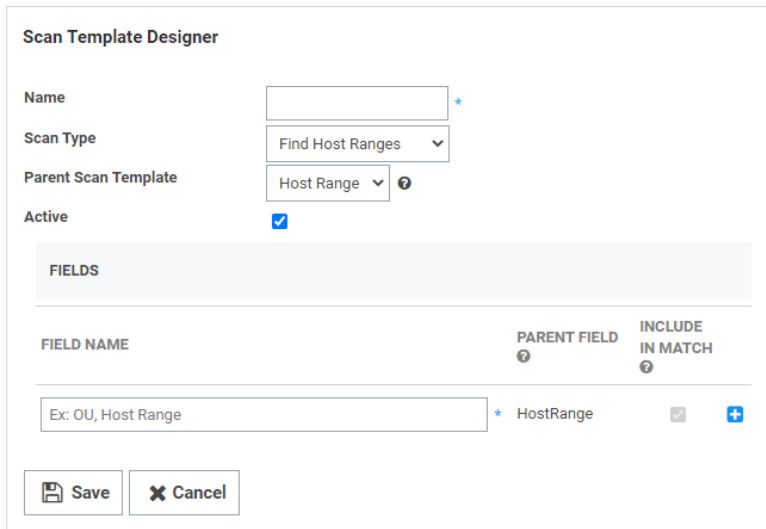 Scan Template Designer
Name
*
Scan Type
Find Host Ranges
Parent Scan Template
Host Range
?
Active
FIELDS
FIELD NAME
PARENT FIELD
?
INCLUDE
IN MATCH
?
Ex: OU, Host Range
*
HostRange
Save
Cancel